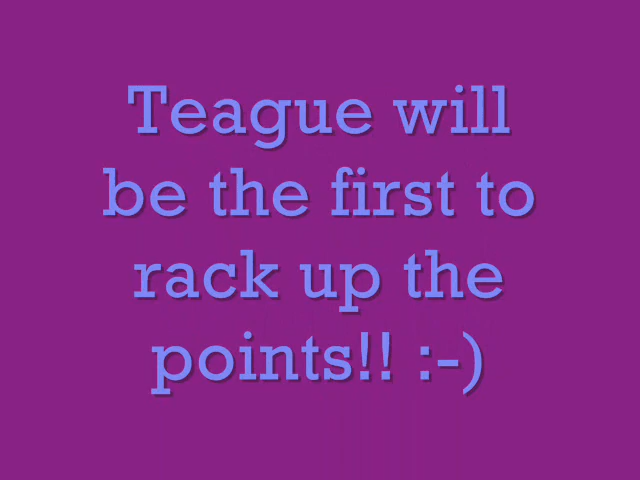 Teague will
be the first to
rack up the
points!! :-)